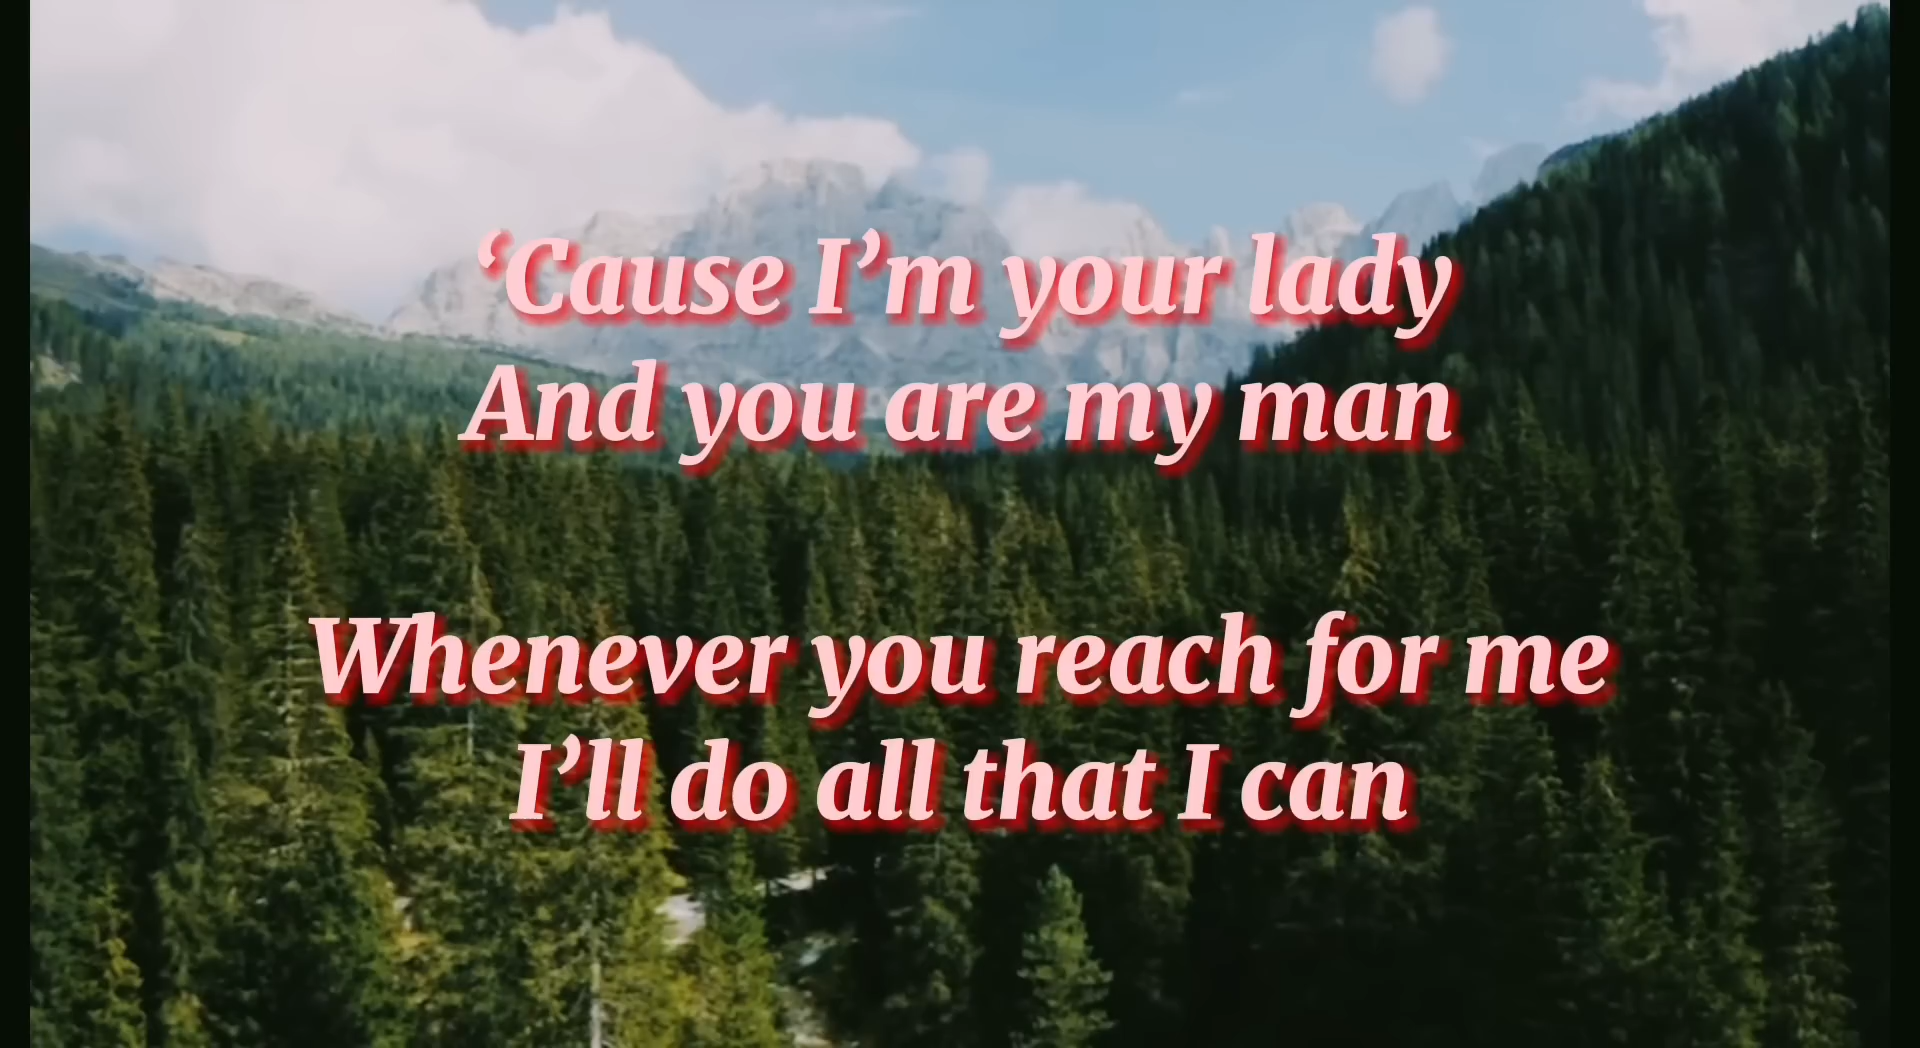 ‘Cause I’m your lady
And you are my man
Whenever you reach for me
I’ll do all that I can